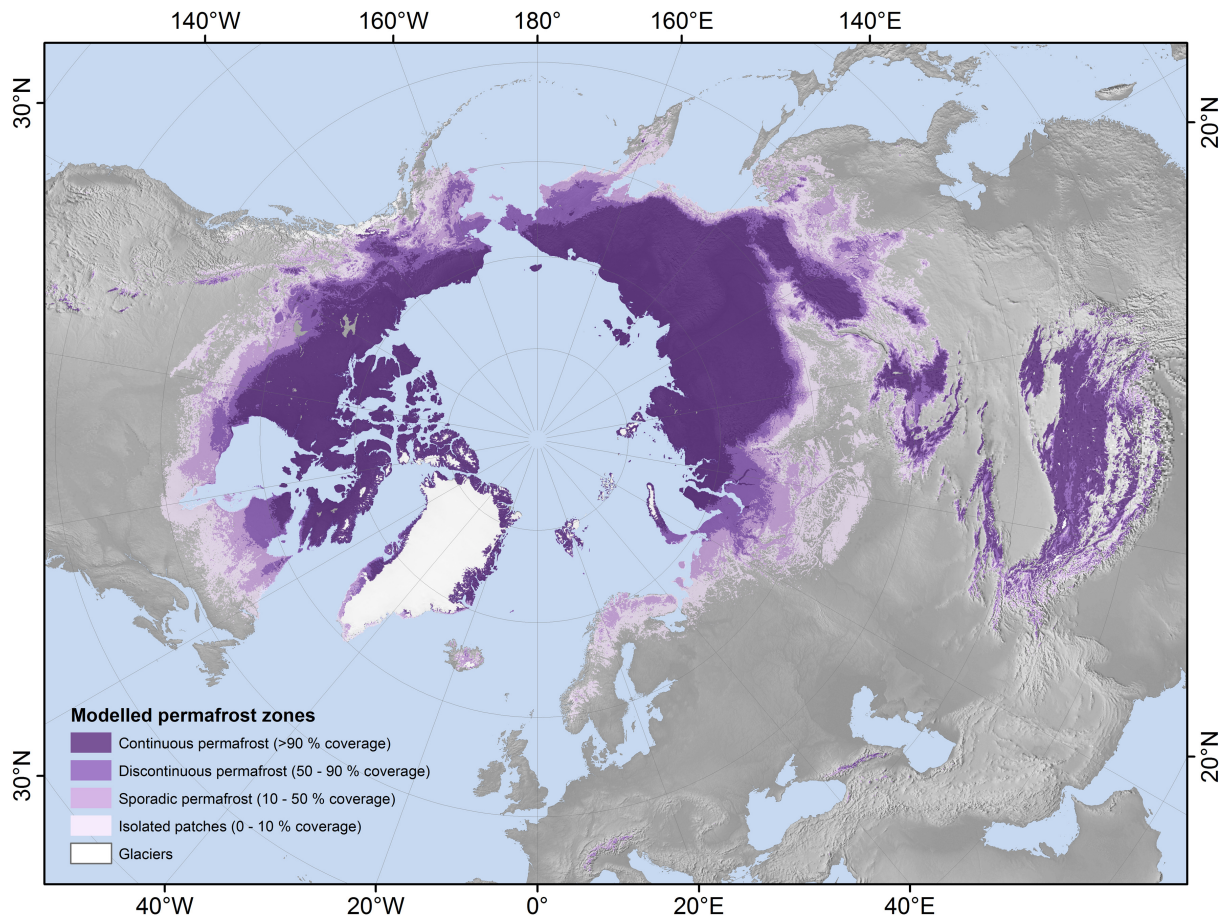 140°W 160°W 180° 160°E 140°E
30°N
20°N
Modelled permafrost zones
Continuous permafrost (>90 % coverage)
Discontinuous permafrost (50 - 90 % coverage)
Sporadic permafrost (10 - 50 % coverage)
Isolated patches (0 - 10 % coverage)
Glaciers
30°N
20°N
40°W 20°W 0° 20°E 40°E